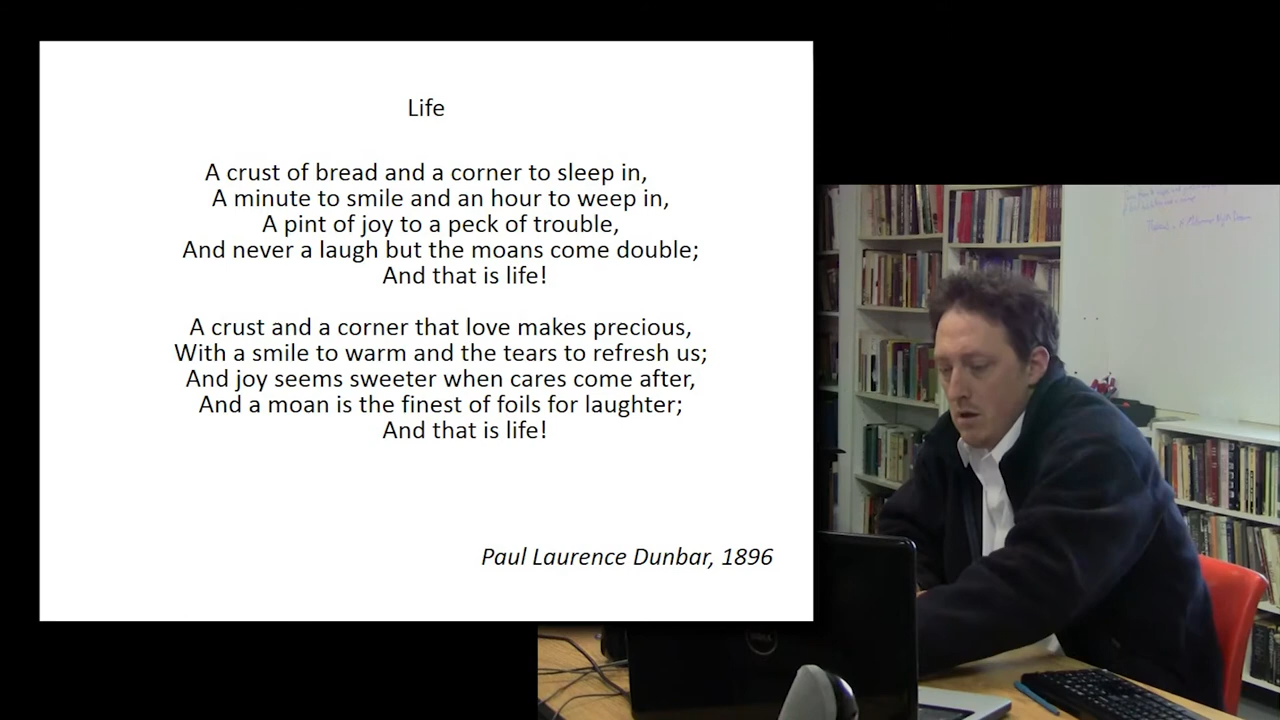 Life
A crust of bread and a corner to sleep in,
A minute to smile and an hour to weep in,
A pint of joy to a peck of trouble,
And never a laugh but the moans come double;
And that is life!
A crust and a corner that love makes precious,
With a smile to warm and the tears to refresh us;
And joy seems sweeter when cares come after,
And a moan is the finest of foils for laughter;
And that is life!
Paul Laurence Dunbar, 1896
DELL